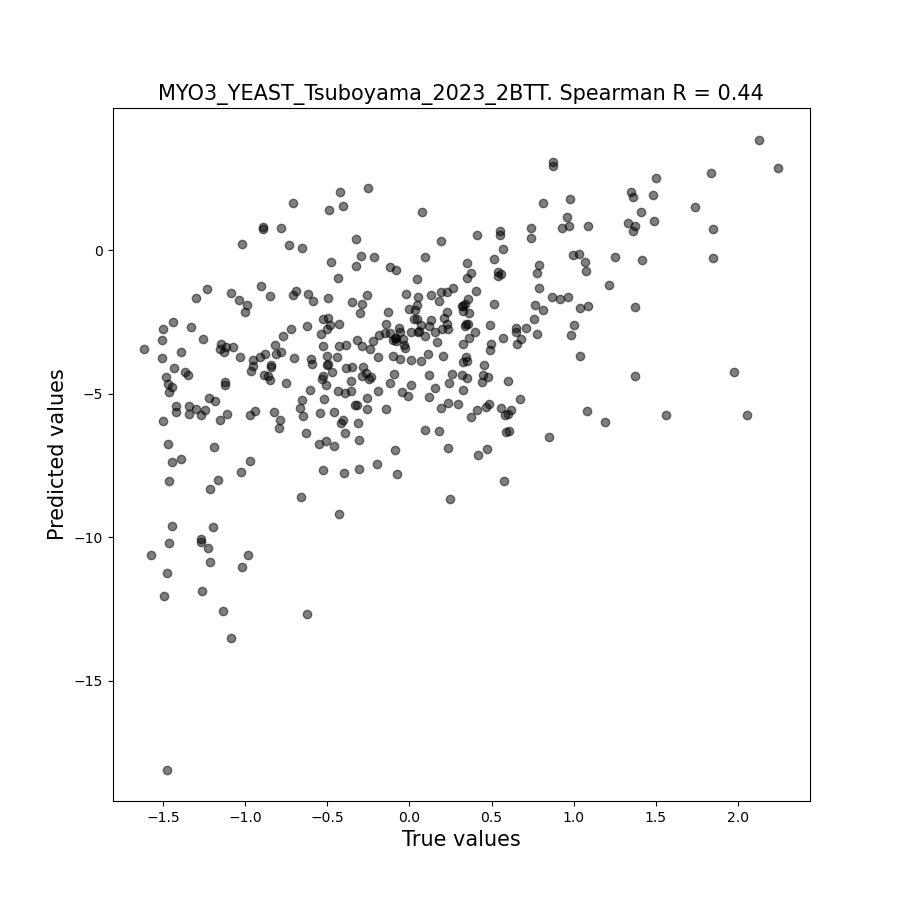 MYO3_YEAST_Tsuboyama_2023_2BTT. Spearman R = 0.44
Predicted values
0
−5
−10
−15
−1.5 −1.0 −0.5 0.0 0.5 1.0 1.5 2.0
True values